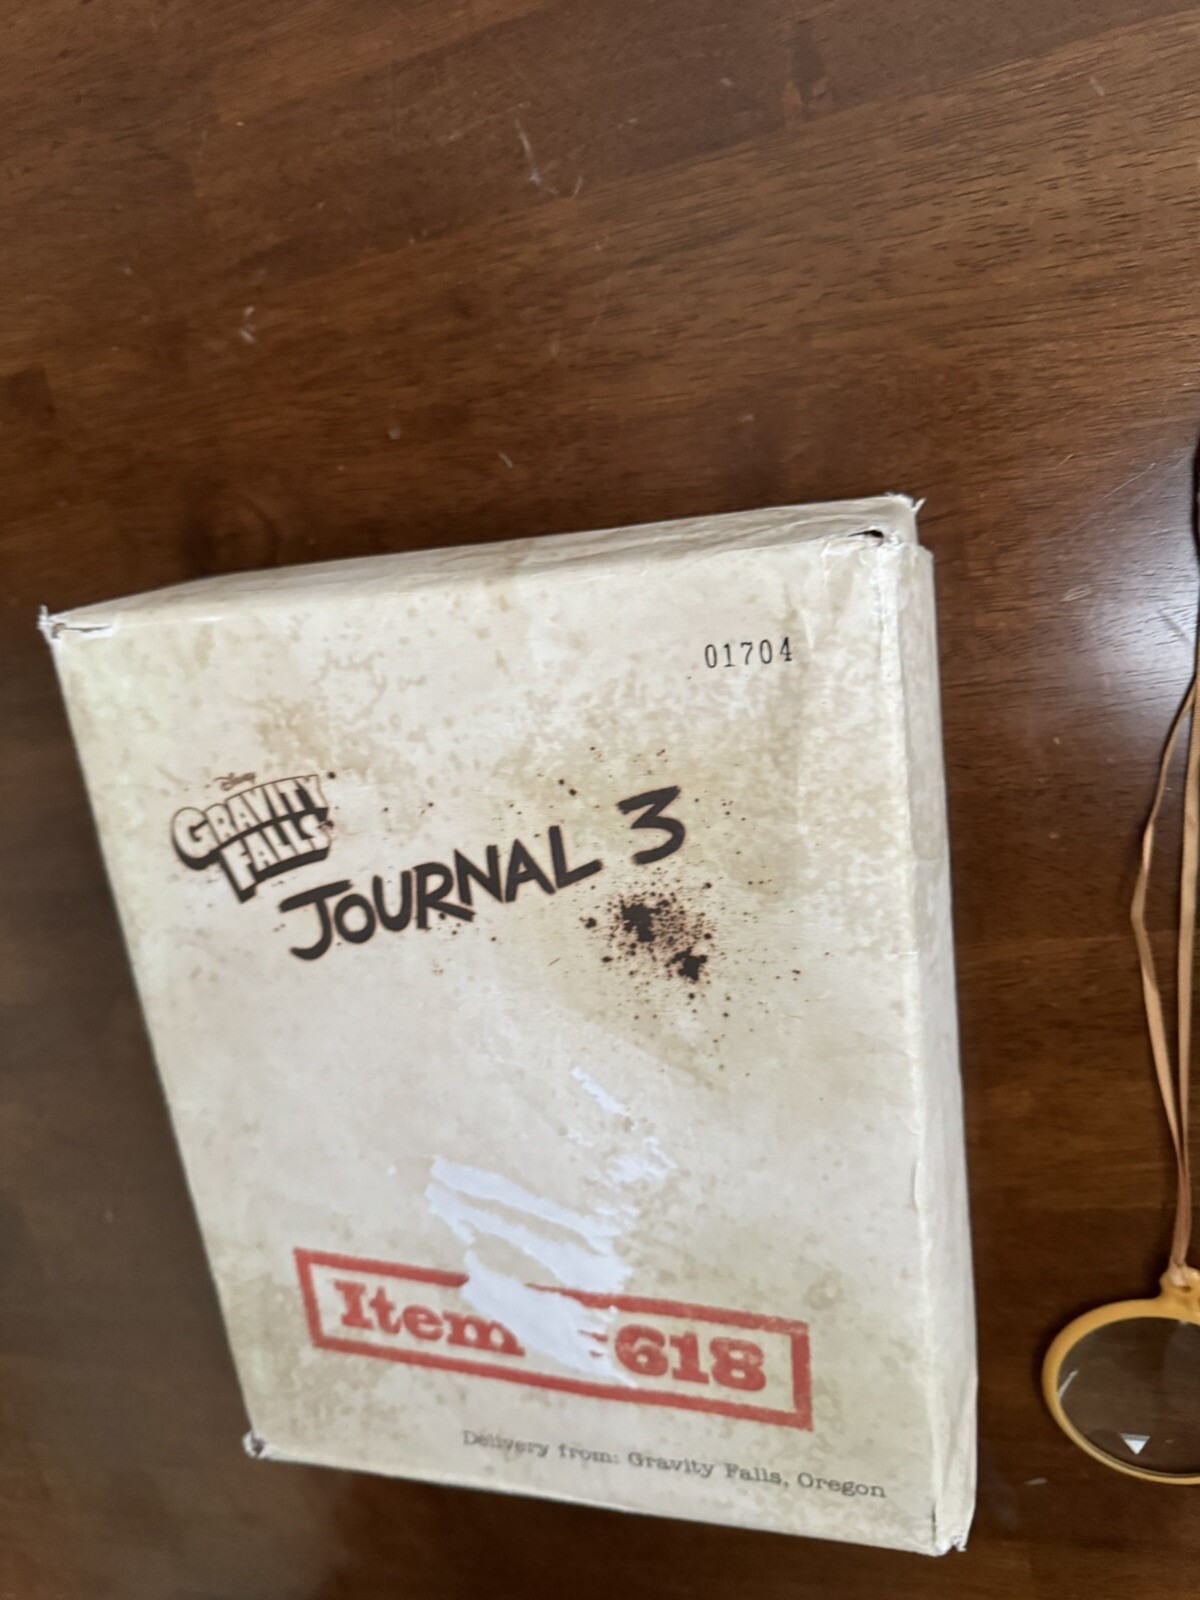 01704
Disney
GRAVITY
FALLS
JOURNAL 3
Item 618
Delivery from: Gravity Falls, Oregon